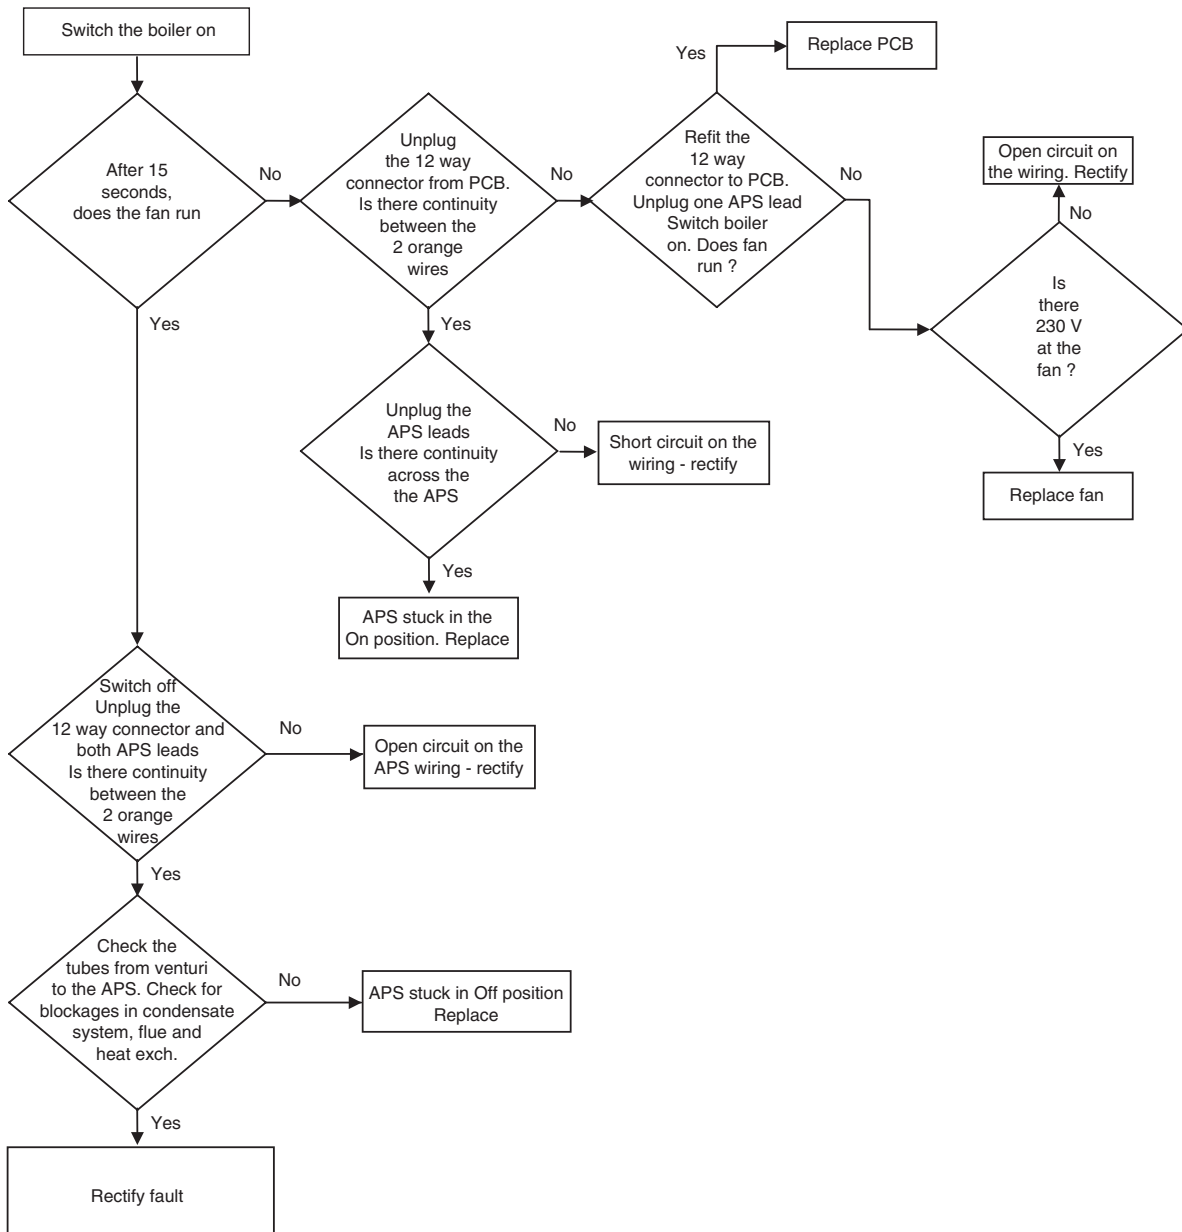 Switch the boiler on
After 15
seconds,
does the fan run
No
Yes
Unplug
the 12 way
connector from PCB.
Is there continuity
between the
2 orange
wires
No
Yes
Refit the
12 way
connector to PCB.
Unplug one APS lead
Switch boiler
on. Does fan
run ?
Yes
Replace PCB
No
Is
there
230 V
at the
fan ?
No
Open circuit on
the wiring. Rectify
Yes
Replace fan
Unplug the
APS leads
Is there continuity
across the
the APS
No
Short circuit on the
wiring - rectify
Yes
APS stuck in the
On position. Replace
Switch off
Unplug the
12 way connector and
both APS leads
Is there continuity
between the
2 orange
wires
No
Open circuit on the
APS wiring - rectify
Yes
Check the
tubes from venturi
to the APS. Check for
blockages in condensate
system, flue and
heat exch.
No
APS stuck in Off position
Replace
Yes
Rectify fault